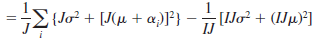 = 1/J ∑_i {Jσ² + [J(μ + α_i)]²} − 1/IJ [IJσ² + (IJμ)²]